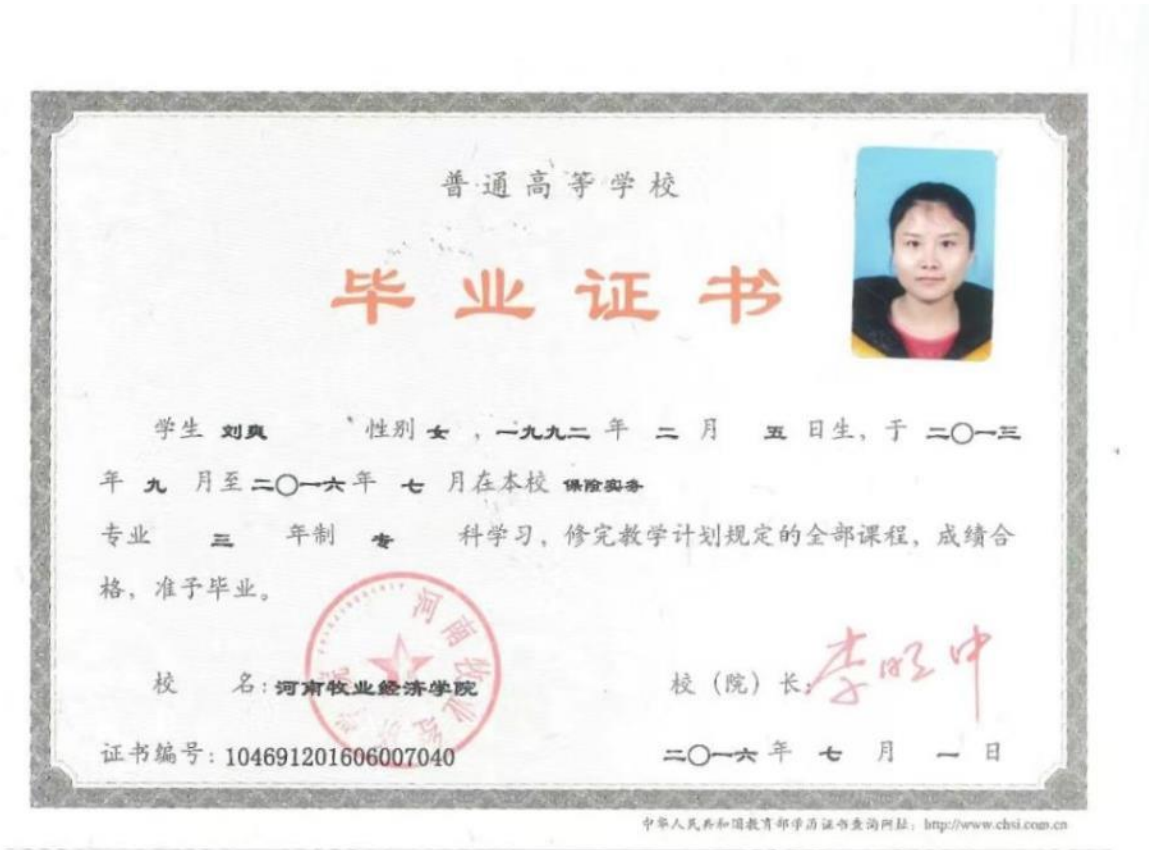 普通高等学校
毕业证书
学生 刘爽 性别 女 ，一九九二 年 二 月 五 日生，于 二〇一三
年 九 月至 二〇一六 年 七 月在本校 保险实务
专业 三 年制 专 科学习，修完教学计划规定的全部课程，成绩合
格，准予毕业。
校 名：河南牧业经济学院 校（院）长：李明中
证书编号：104691201606007040 二〇一六 年 七 月 一 日
中华人民共和国教育部学历证书查询网址：http://www.chsi.com.cn